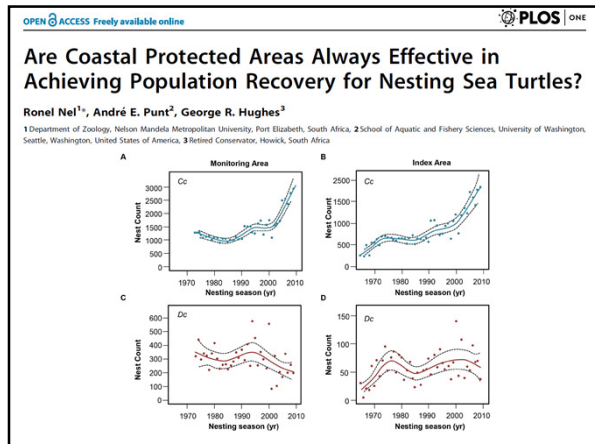 OPEN ACCESS Freely available online
PLOS ONE
Are Coastal Protected Areas Always Effective in
Achieving Population Recovery for Nesting Sea Turtles?
Ronel Nel1*, André E. Punt2, George R. Hughes3
1 Department of Zoology, Nelson Mandela Metropolitan University, Port Elizabeth, South Africa, 2 School of Aquatic and Fishery Sciences, University of Washington,
Seattle, Washington, United States of America, 3 Retired Conservator, Howick, South Africa
A
Monitoring Area
Cc
Nest Count
3000
2500
2000
1500
1000
500
0
1970 1980 1990 2000 2010
Nesting season (yr)
B
Index Area
Cc
Nest Count
2500
2000
1500
1000
500
0
1970 1980 1990 2000 2010
Nesting season (yr)
C
Dc
Nest Count
600
500
400
300
200
100
0
1970 1980 1990 2000 2010
Nesting season (yr)
D
Dc
Nest Count
150
100
50
0
1970 1980 1990 2000 2010
Nesting season (yr)